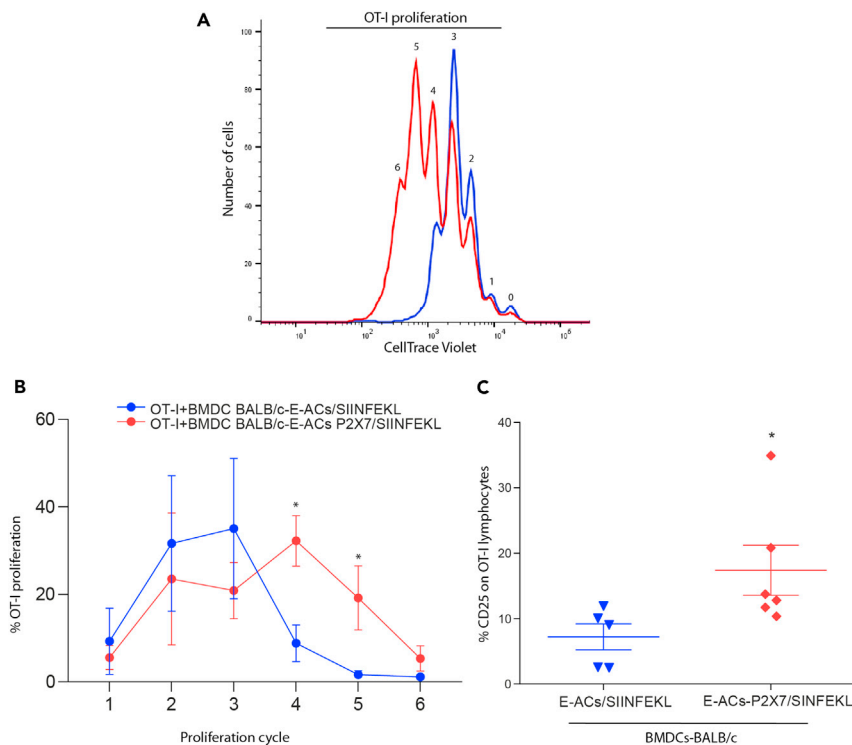 A
OT-I proliferation
Number of cells
100
80
60
40
20
0
5
4
3
6
2
1
0
10¹ 10² 10³ 10⁴ 10⁵
CellTrace Violet
B
OT-I+BMDC BALB/c-E-ACs/SIINFEKL
OT-I+BMDC BALB/c-E-ACs P2X7/SIINFEKL
% OT-I proliferation
60
40
20
0
*
*
1 2 3 4 5 6
Proliferation cycle
C
% CD25 on OT-I lymphocytes
40
30
20
10
0
*
E-ACs/SIINFEKL E-ACs-P2X7/SINFEKL
BMDCs-BALB/c